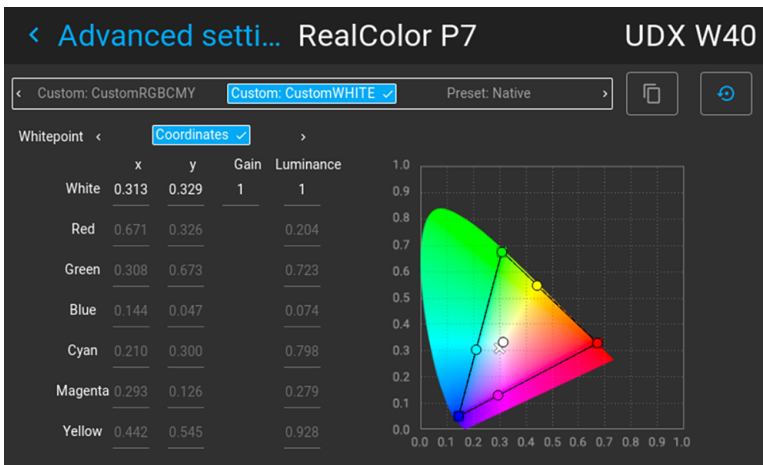 ‹ Advanced setti... RealColor P7 UDX W40
‹ Custom: CustomRGBCMY Custom: CustomWHITE ✓ Preset: Native ›
Whitepoint ‹ Coordinates ✓ ›
x y Gain Luminance
White 0.313 0.329 1 1
Red 0.671 0.326 0.204
Green 0.308 0.673 0.723
Blue 0.144 0.047 0.074
Cyan 0.210 0.300 0.798
Magenta 0.293 0.126 0.279
Yellow 0.442 0.545 0.928
1.0
0.9
0.8
0.7
0.6
0.5
0.4
0.3
0.2
0.1
0.0
0.0 0.1 0.2 0.3 0.4 0.5 0.6 0.7 0.8 0.9 1.0